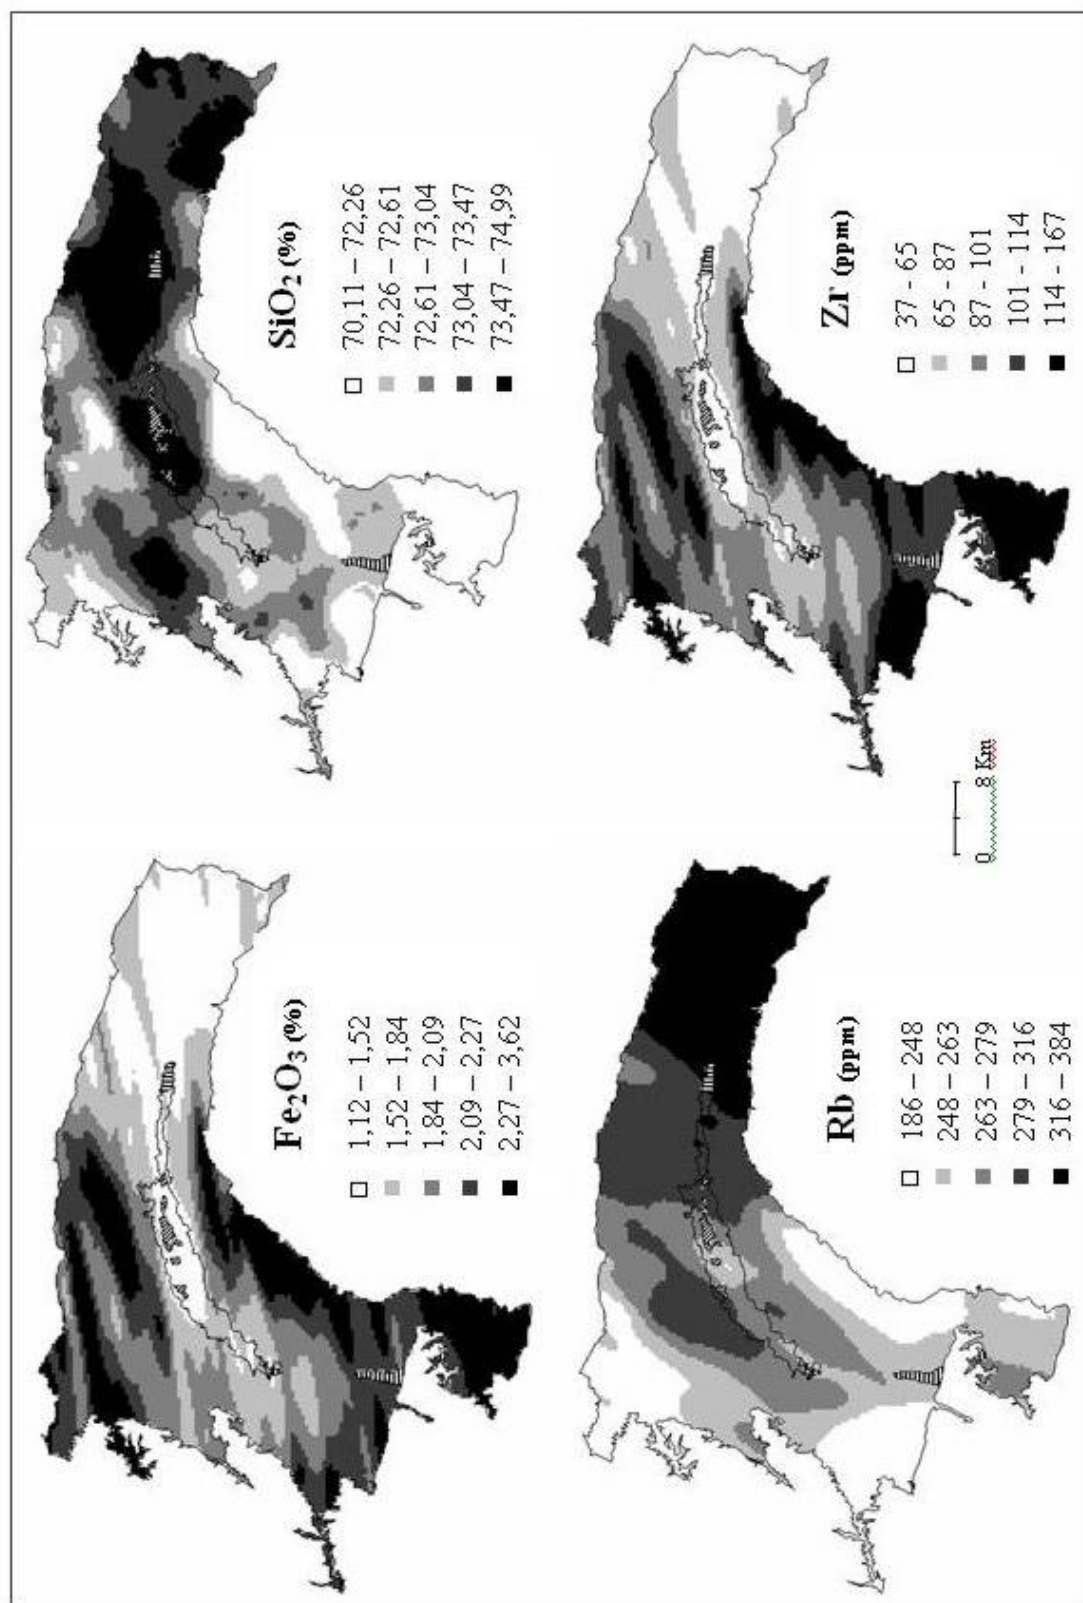 Fe₂O₃ (%)
1,12 – 1,52
1,52 – 1,84
1,84 – 2,09
2,09 – 2,27
2,27 – 3,62
SiO₂ (%)
70,11 – 72,26
72,26 – 72,61
72,61 – 73,04
73,04 – 73,47
73,47 – 74,99
Rb (ppm)
186 – 248
248 – 263
263 – 279
279 – 316
316 – 384
Zr (ppm)
37 - 65
65 - 87
87 - 101
101 - 114
114 - 167
0 8 Km